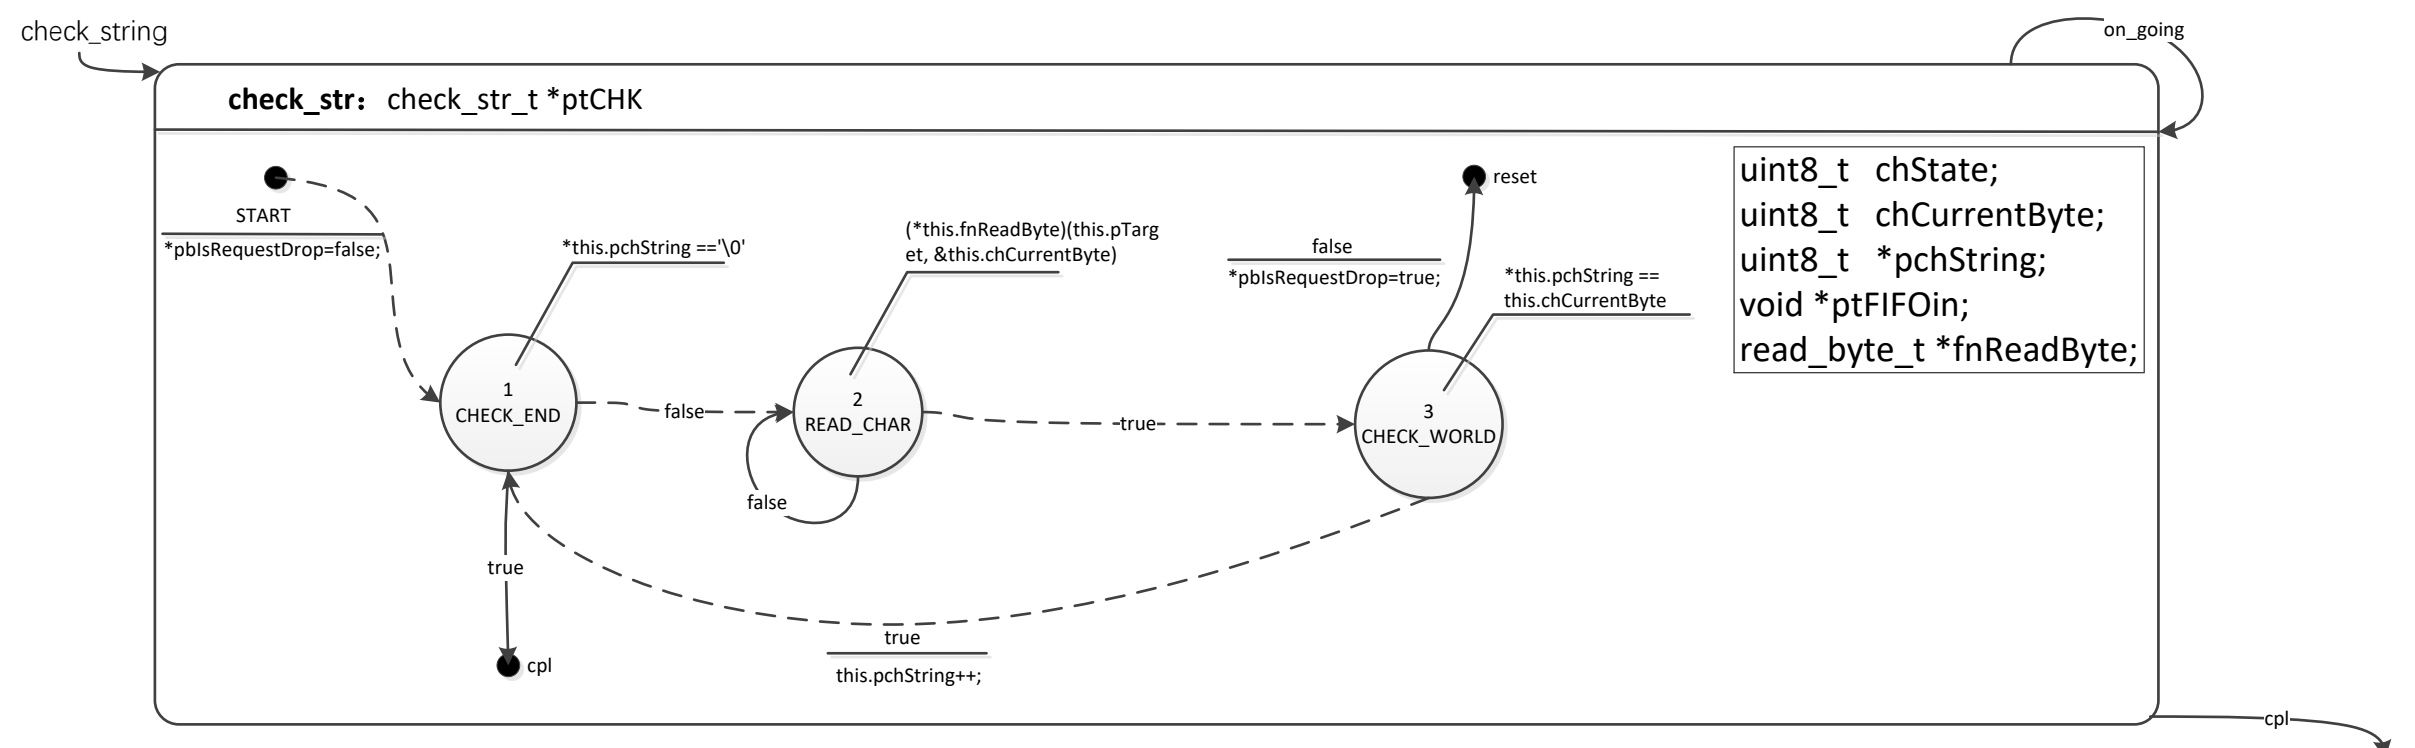 check_string
on_going
check_str：check_str_t *ptCHK
START
*pbIsRequestDrop=false;
*this.pchString =='\0'
(*this.fnReadByte)(this.pTarg
et, &this.chCurrentByte)
false
*pbIsRequestDrop=true;
reset
*this.pchString ==
this.chCurrentByte
uint8_t chState;
uint8_t chCurrentByte;
uint8_t *pchString;
void *ptFIFOin;
read_byte_t *fnReadByte;
1
CHECK_END
false
2
READ_CHAR
true
3
CHECK_WORLD
false
true
cpl
true
this.pchString++;
cpl